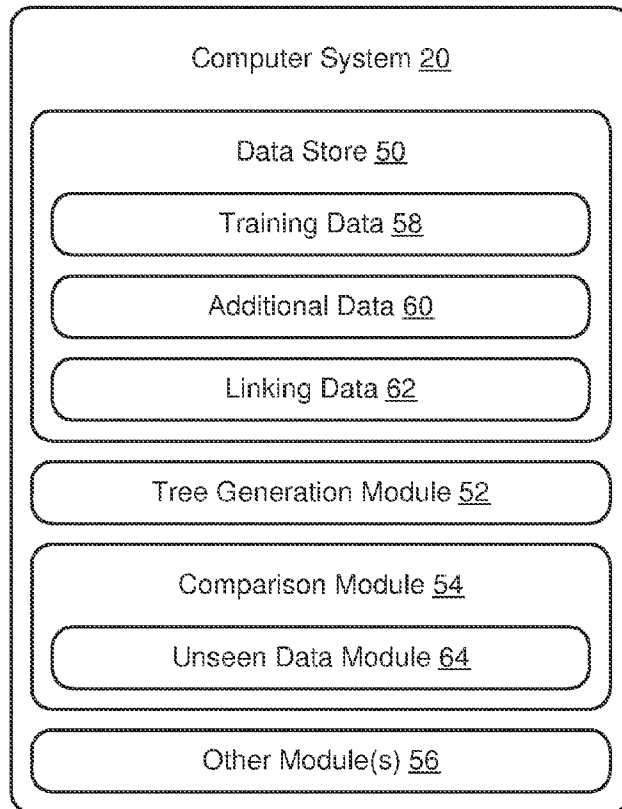 Computer System 20
Data Store 50
Training Data 58
Additional Data 60
Linking Data 62
Tree Generation Module 52
Comparison Module 54
Unseen Data Module 64
Other Module(s) 56